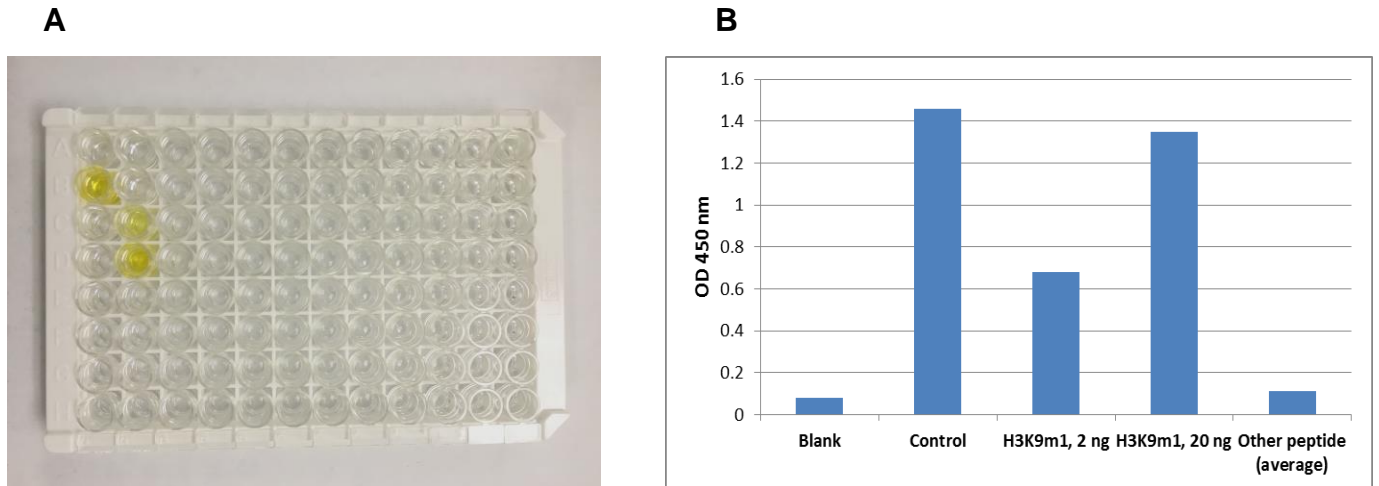 A
B
1.6
1.4
1.2
1
0.8
0.6
0.4
0.2
0
OD 450 nm
Blank
Control
H3K9m1, 2 ng
H3K9m1, 20 ng
Other peptide
(average)
A
B
D